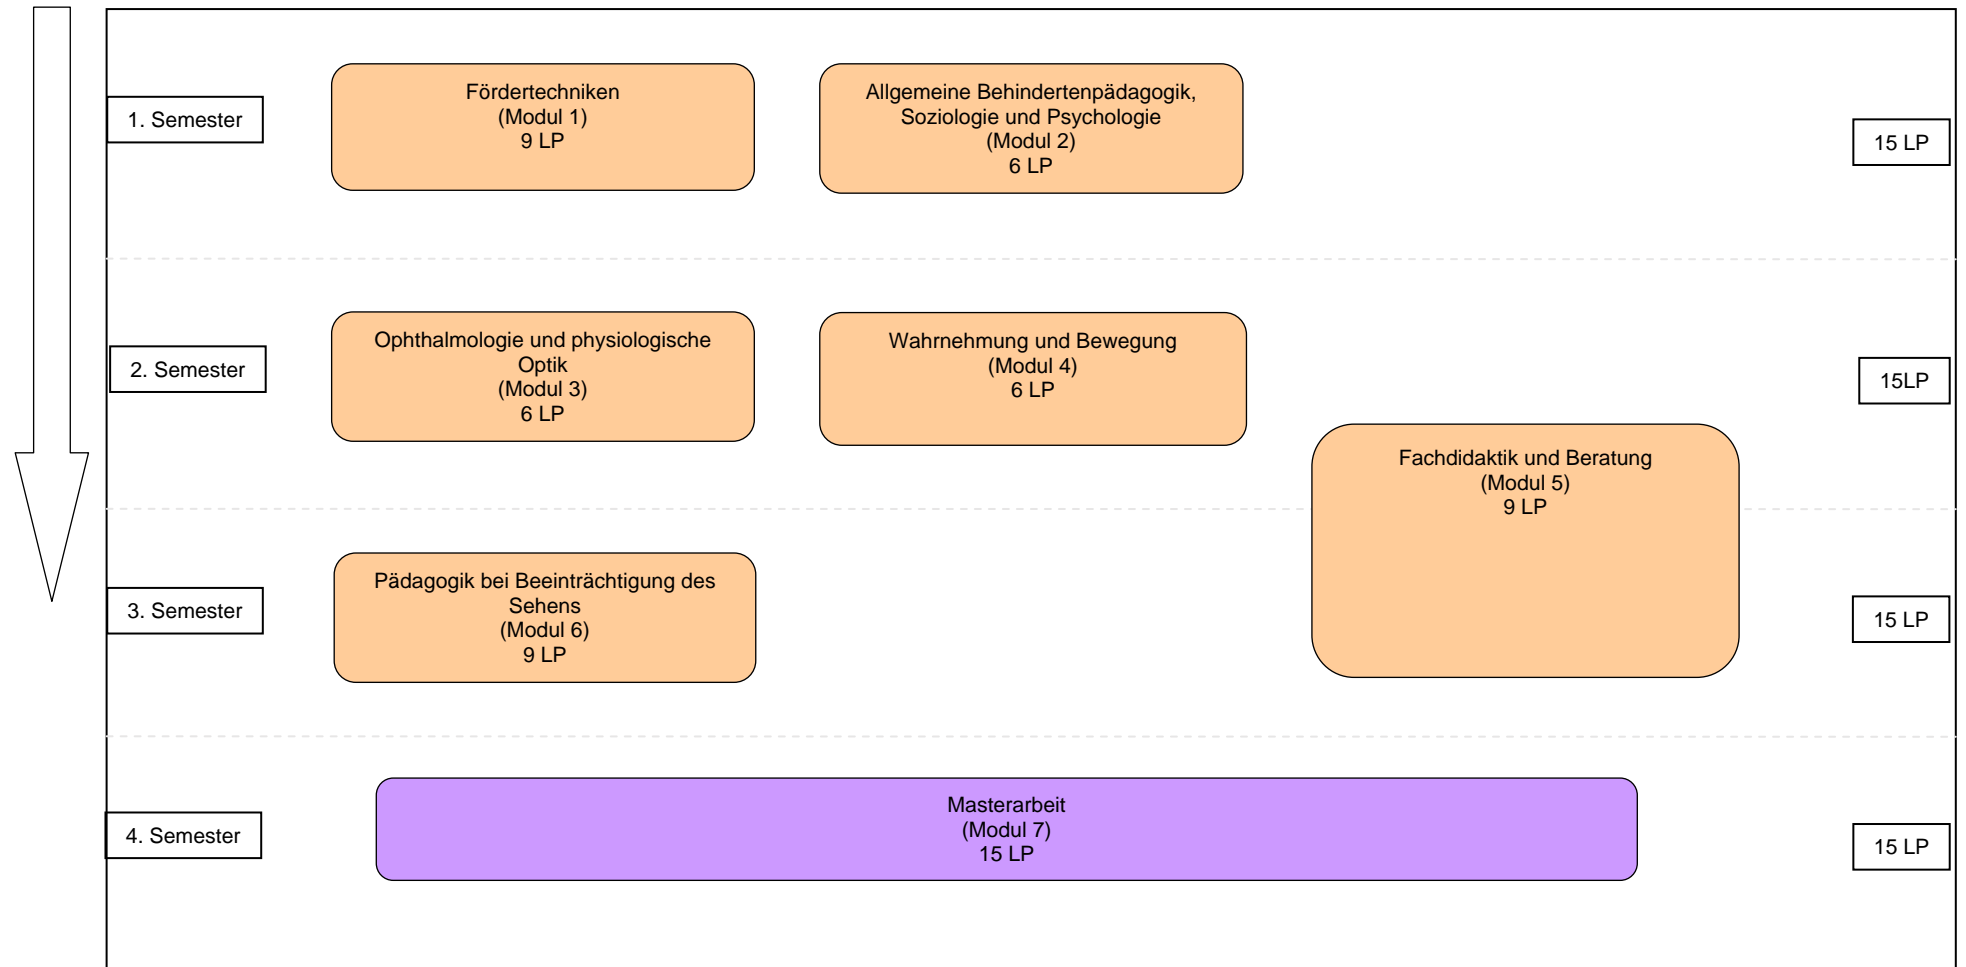 1. Semester
Fördertechniken
(Modul 1)
9 LP
Allgemeine Behindertenpädagogik,
Soziologie und Psychologie
(Modul 2)
6 LP
15 LP
2. Semester
Ophthalmologie und physiologische
Optik
(Modul 3)
6 LP
Wahrnehmung und Bewegung
(Modul 4)
6 LP
15LP
Fachdidaktik und Beratung
(Modul 5)
9 LP
3. Semester
Pädagogik bei Beeinträchtigung des
Sehens
(Modul 6)
9 LP
15 LP
4. Semester
Masterarbeit
(Modul 7)
15 LP
15 LP